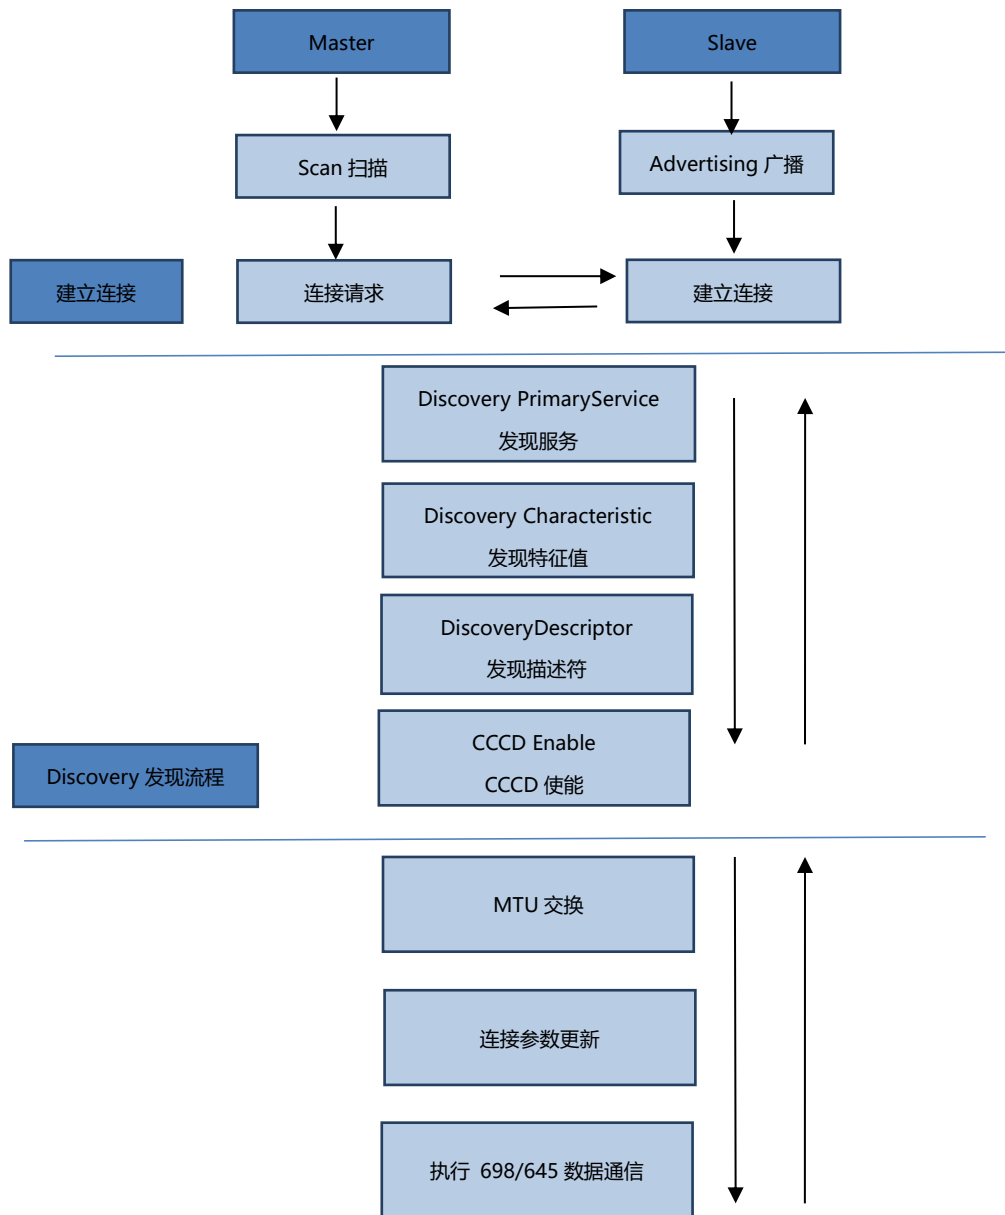 Master
Slave
Scan 扫描
Advertising 广播
建立连接
连接请求
建立连接
Discovery PrimaryService
发现服务
Discovery Characteristic
发现特征值
DiscoveryDescriptor
发现描述符
CCCD Enable
CCCD 使能
Discovery 发现流程
MTU 交换
连接参数更新
执行 698/645 数据通信